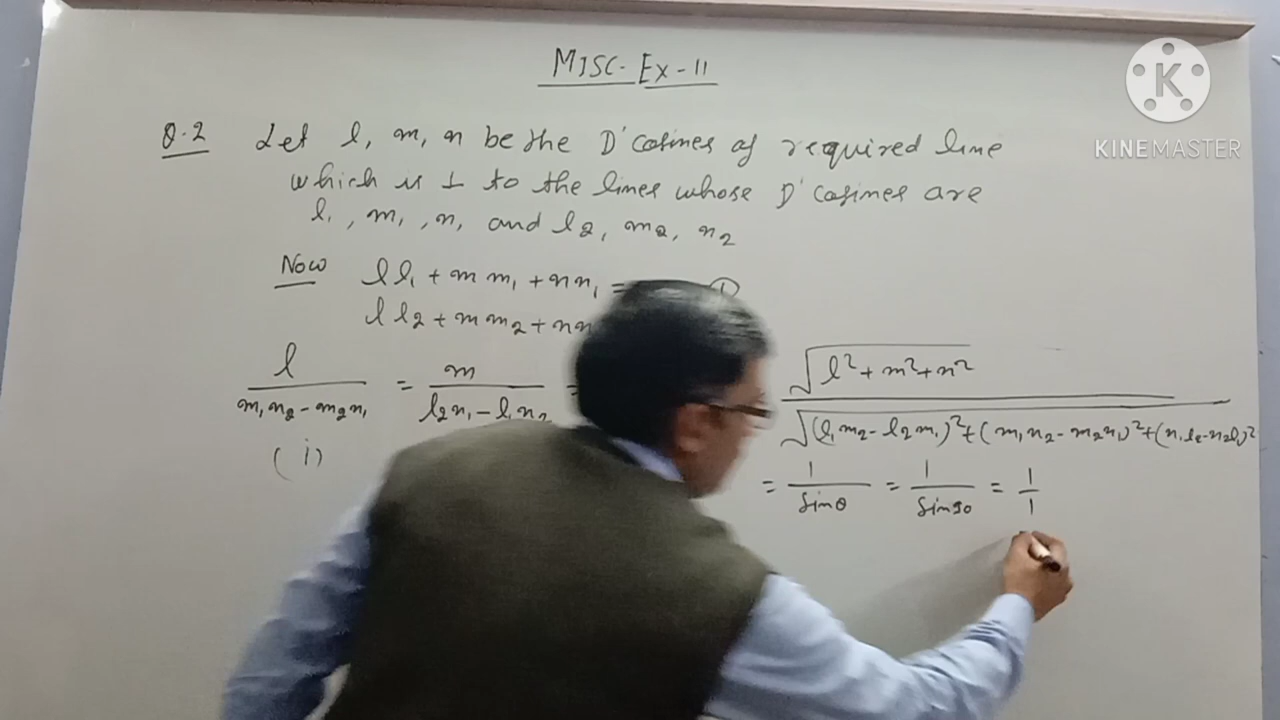 MISC- Ex-11
KINEMASTER
Q.2 Let l, m, n be the D'cosines of required line
which is ⊥ to the lines whose D'cosines are
l₁, m₁, n₁ and l₂, m₂, n₂
Now l l₁ + m m₁ + n n₁ = ①
l l₂ + m m₂ + n n
l / (m₁n₂ - m₂n₁) = m / (l₂n₁ - l₁n₂) = √(l² + m² + n²) / √((l₁m₂ - l₂m₁)² + (m₁n₂ - m₂n₁)² + (n₁l₂ - n₂l₁)²)
(i) = 1 / sinθ = 1 / sin90 = 1 / 1